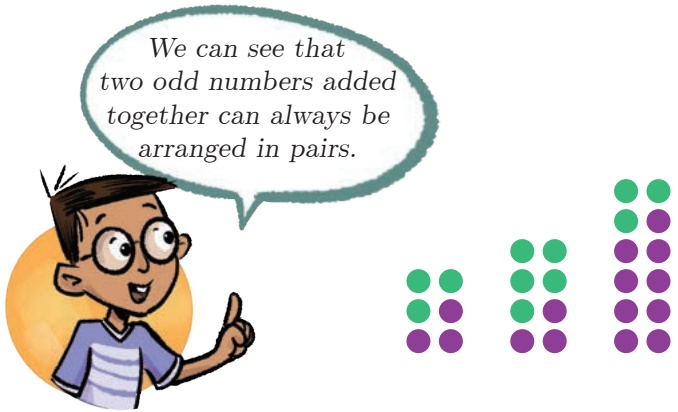 We can see that
two odd numbers added
together can always be
arranged in pairs.